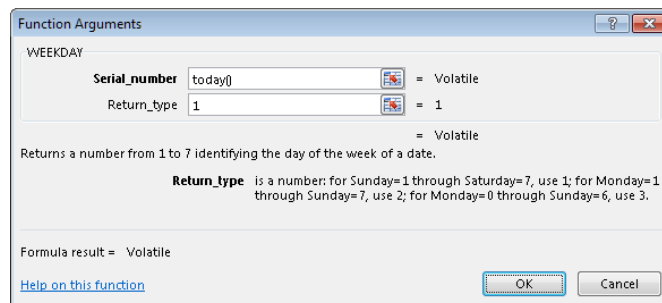 Function Arguments
WEEKDAY
Serial_number today() = Volatile
Return_type 1 = 1
= Volatile
Returns a number from 1 to 7 identifying the day of the week of a date.
Return_type is a number: for Sunday=1 through Saturday=7, use 1; for Monday=1
through Sunday=7, use 2; for Monday=0 through Sunday=6, use 3.
Formula result = Volatile
Help on this function OK Cancel